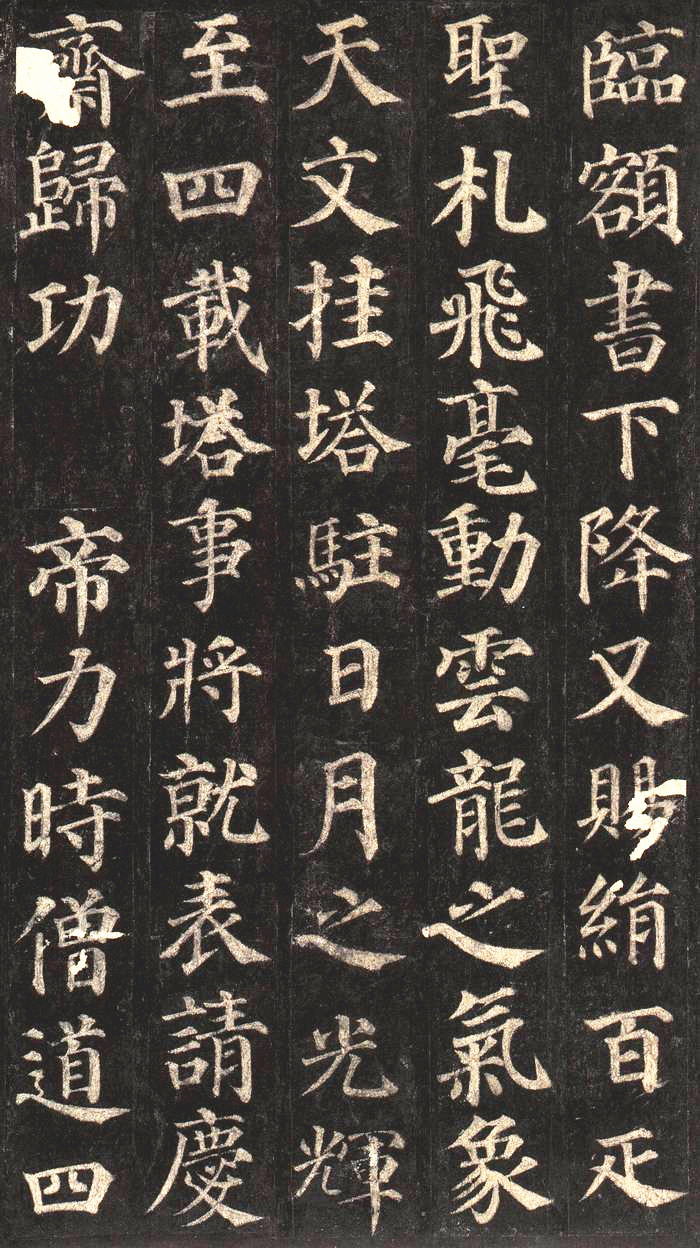 臨額書下降又賜絹百疋
聖札飛毫動雲龍之氣象
天文挂塔駐日月之光輝
至四載塔事將就表請慶
齋歸功　帝力時僧道四